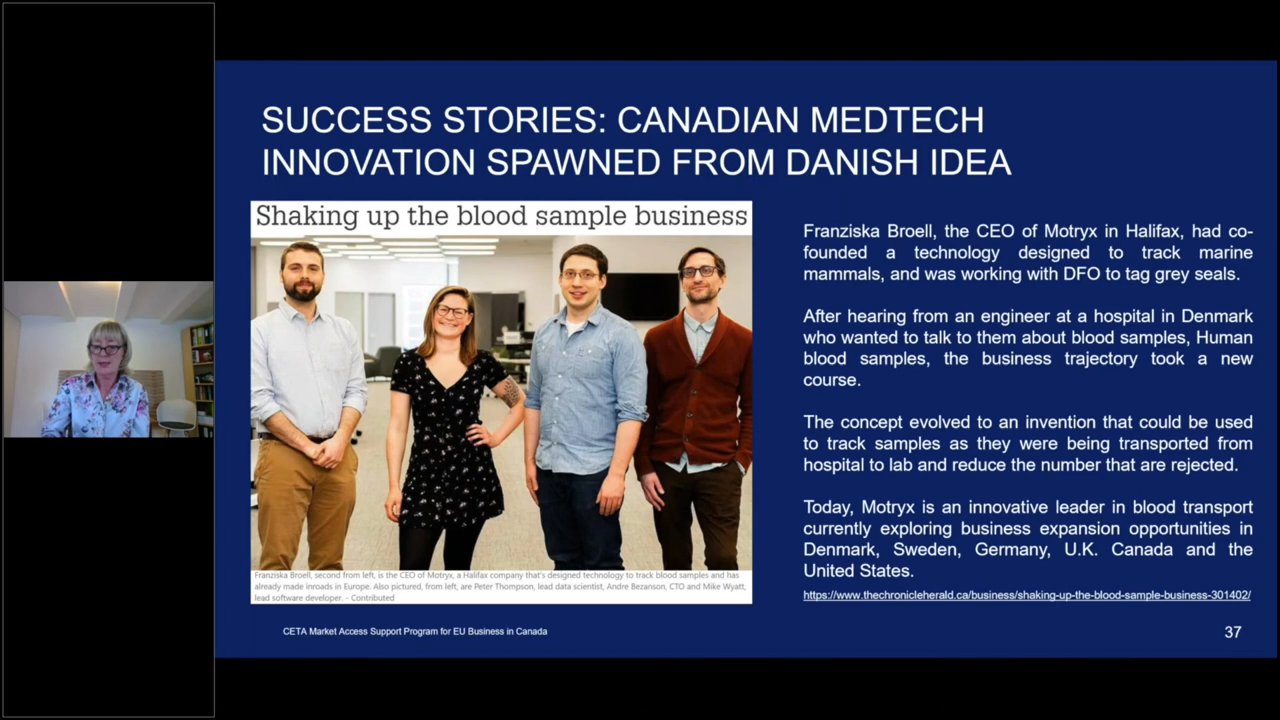 SUCCESS STORIES: CANADIAN MEDTECH
INNOVATION SPAWNED FROM DANISH IDEA
Shaking up the blood sample business
Franziska Broell, second from left, is the CEO of Motryx, a Halifax company that's designed technology to track blood samples and has
already made inroads in Europe. Also pictured, from left, are Peter Thompson, lead data scientist, Andre Bezanson, CTO and Mike Wyatt,
lead software developer. - Contributed
Franziska Broell, the CEO of Motryx in Halifax, had co-
founded a technology designed to track marine
mammals, and was working with DFO to tag grey seals.
After hearing from an engineer at a hospital in Denmark
who wanted to talk to them about blood samples, Human
blood samples, the business trajectory took a new
course.
The concept evolved to an invention that could be used
to track samples as they were being transported from
hospital to lab and reduce the number that are rejected.
Today, Motryx is an innovative leader in blood transport
currently exploring business expansion opportunities in
Denmark, Sweden, Germany, U.K. Canada and the
United States.
https://www.thechronicleherald.ca/business/shaking-up-the-blood-sample-business-301402/
CETA Market Access Support Program for EU Business in Canada
37